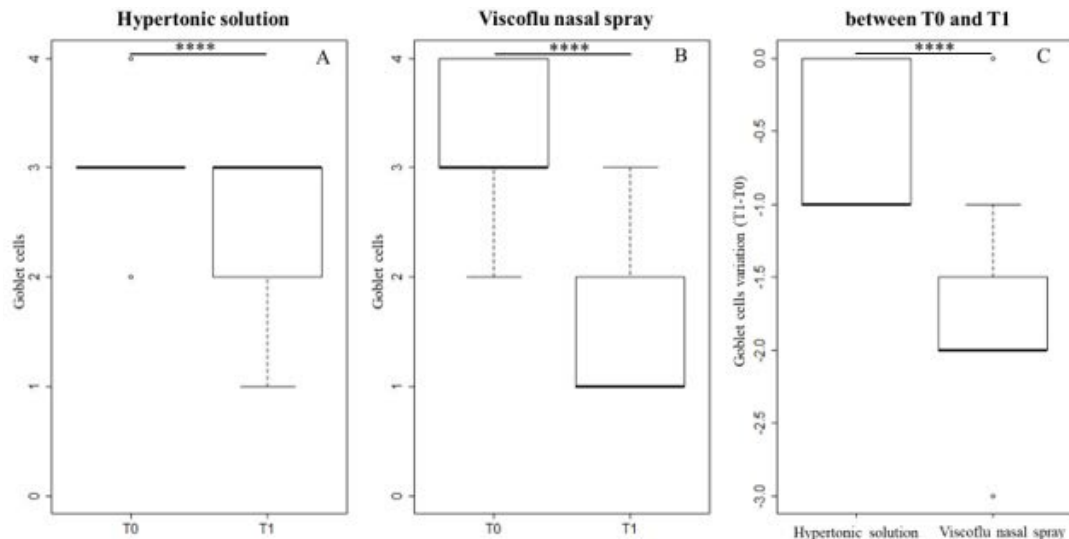 Hypertonic solution
Viscoflu nasal spray
between T0 and T1
****
A
****
B
****
C
Goblet cells
4
3
2
1
0
T0
T1
Goblet cells
4
3
2
1
0
T0
T1
Goblet cells variation (T1-T0)
0.0
-0.5
-1.0
-1.5
-2.0
-2.5
-3.0
Hypertonic solution
Viscoflu nasal spray